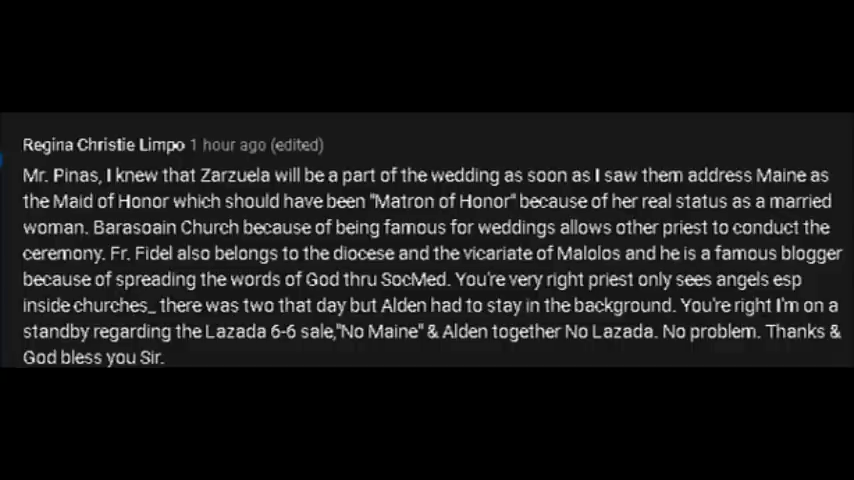 Regina Christie Limpo 1 hour ago (edited)
Mr. Pinas, I knew that Zarzuela will be a part of the wedding as soon as I saw them address Maine as
the Maid of Honor which should have been "Matron of Honor" because of her real status as a married
woman. Barasoain Church because of being famous for weddings allows other priest to conduct the
ceremony. Fr. Fidel also belongs to the diocese and the vicariate of Malolos and he is a famous blogger
because of spreading the words of God thru SocMed. You're very right priest only sees angels esp
inside churches_ there was two that day but Alden had to stay in the background. You're right I'm on a
standby regarding the Lazada 6-6 sale,"No Maine" & Alden together No Lazada. No problem. Thanks &
God bless you Sir.